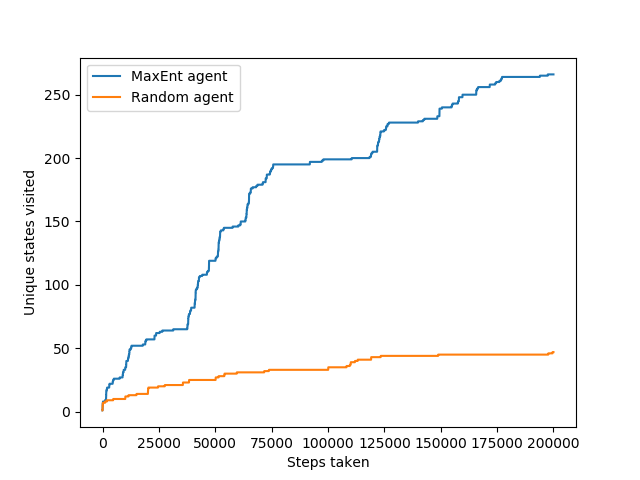 MaxEnt agent
Random agent
Unique states visited
250
200
150
100
50
0
0 25000 50000 75000 100000 125000 150000 175000 200000
Steps taken